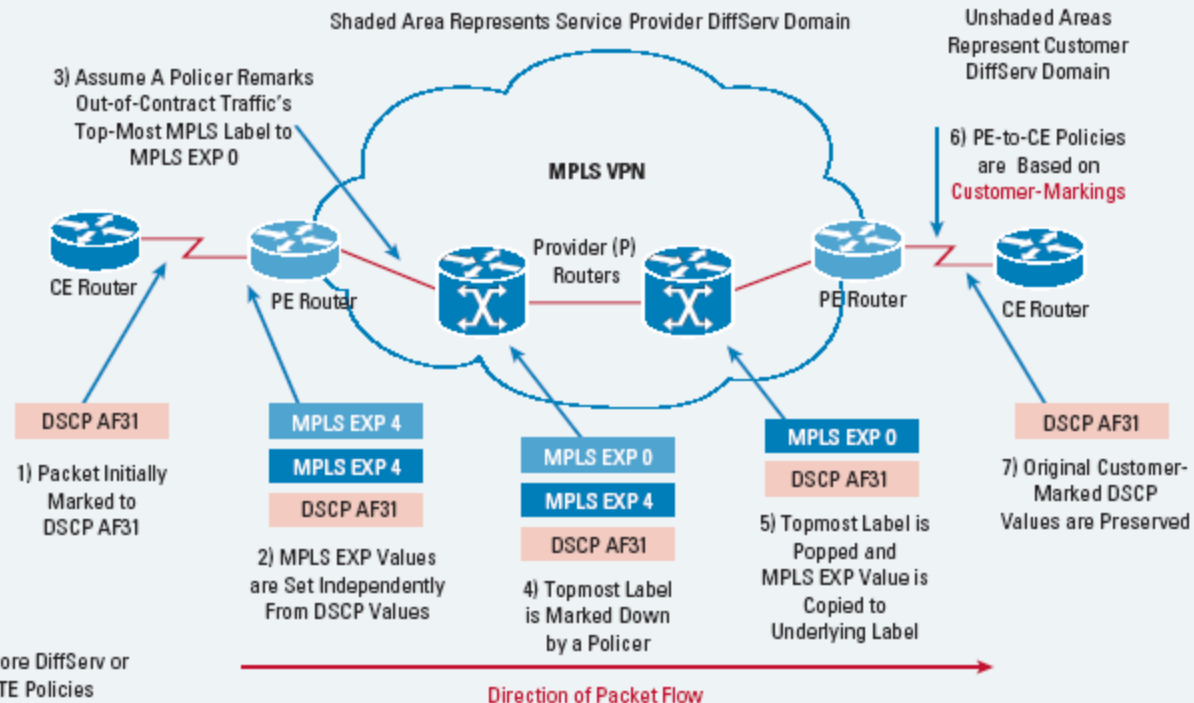 Shaded Area Represents Service Provider DiffServ Domain
Unshaded Areas
Represent Customer
DiffServ Domain
3) Assume A Policer Remarks
Out-of-Contract Traffic's
Top-Most MPLS Label to
MPLS EXP 0
6) PE-to-CE Policies
are Based on
Customer-Markings
MPLS VPN
Provider (P)
Routers
CE Router
PE Router
PE Router
CE Router
DSCP AF31
1) Packet Initially
Marked to
DSCP AF31
MPLS EXP 4
MPLS EXP 4
DSCP AF31
2) MPLS EXP Values
are Set Independently
From DSCP Values
MPLS EXP 0
MPLS EXP 4
DSCP AF31
4) Topmost Label
is Marked Down
by a Policer
MPLS EXP 0
DSCP AF31
5) Topmost Label is
Popped and
MPLS EXP Value is
Copied to
Underlying Label
DSCP AF31
7) Original Customer-
Marked DSCP
Values are Preserved
ore DiffServ or
TE Policies
Direction of Packet Flow